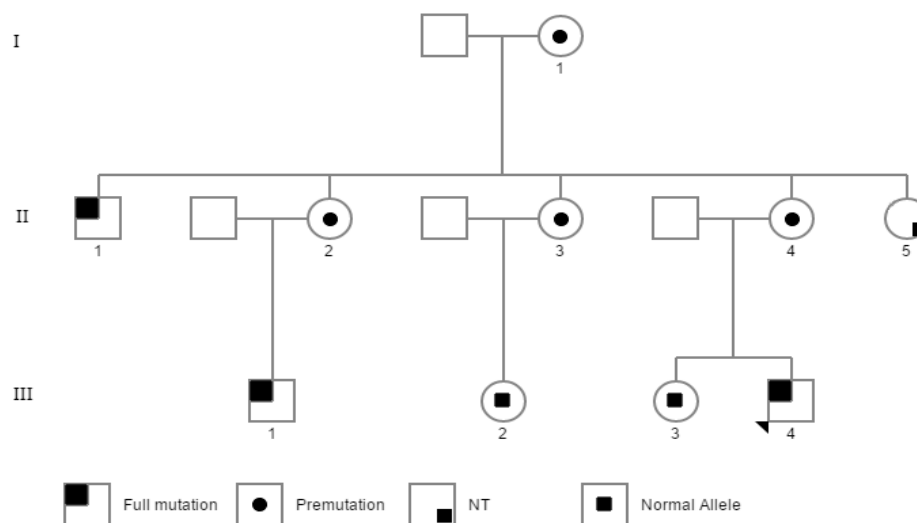 I
1
II
1 2 3 4 5
III
1 2 3 4
Full mutation Premutation NT Normal Allele